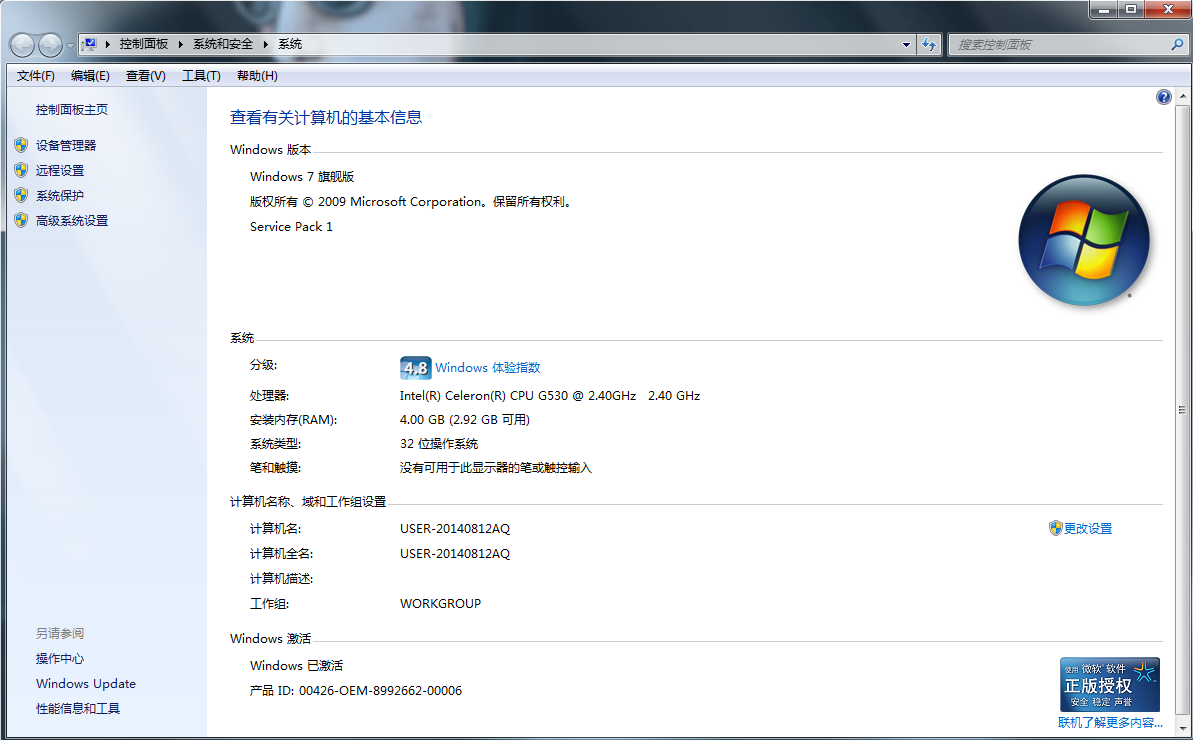 控制面板 系统和安全 系统
搜索控制面板
文件(F) 编辑(E) 查看(V) 工具(T) 帮助(H)
控制面板主页
设备管理器
远程设置
系统保护
高级系统设置
查看有关计算机的基本信息
Windows 版本
Windows 7 旗舰版
版权所有 © 2009 Microsoft Corporation。保留所有权利。
Service Pack 1
系统
分级: 4.8 Windows 体验指数
处理器: Intel(R) Celeron(R) CPU G530 @ 2.40GHz 2.40 GHz
安装内存(RAM): 4.00 GB (2.92 GB 可用)
系统类型: 32 位操作系统
笔和触摸: 没有可用于此显示器的笔或触控输入
计算机名称、域和工作组设置
计算机名: USER-20140812AQ 更改设置
计算机全名: USER-20140812AQ
计算机描述:
工作组: WORKGROUP
Windows 激活
Windows 已激活
产品 ID: 00426-OEM-8992662-00006
使用 微软 软件
正版授权
安全 稳定 声誉
联机了解更多内容...
另请参阅
操作中心
Windows Update
性能信息和工具